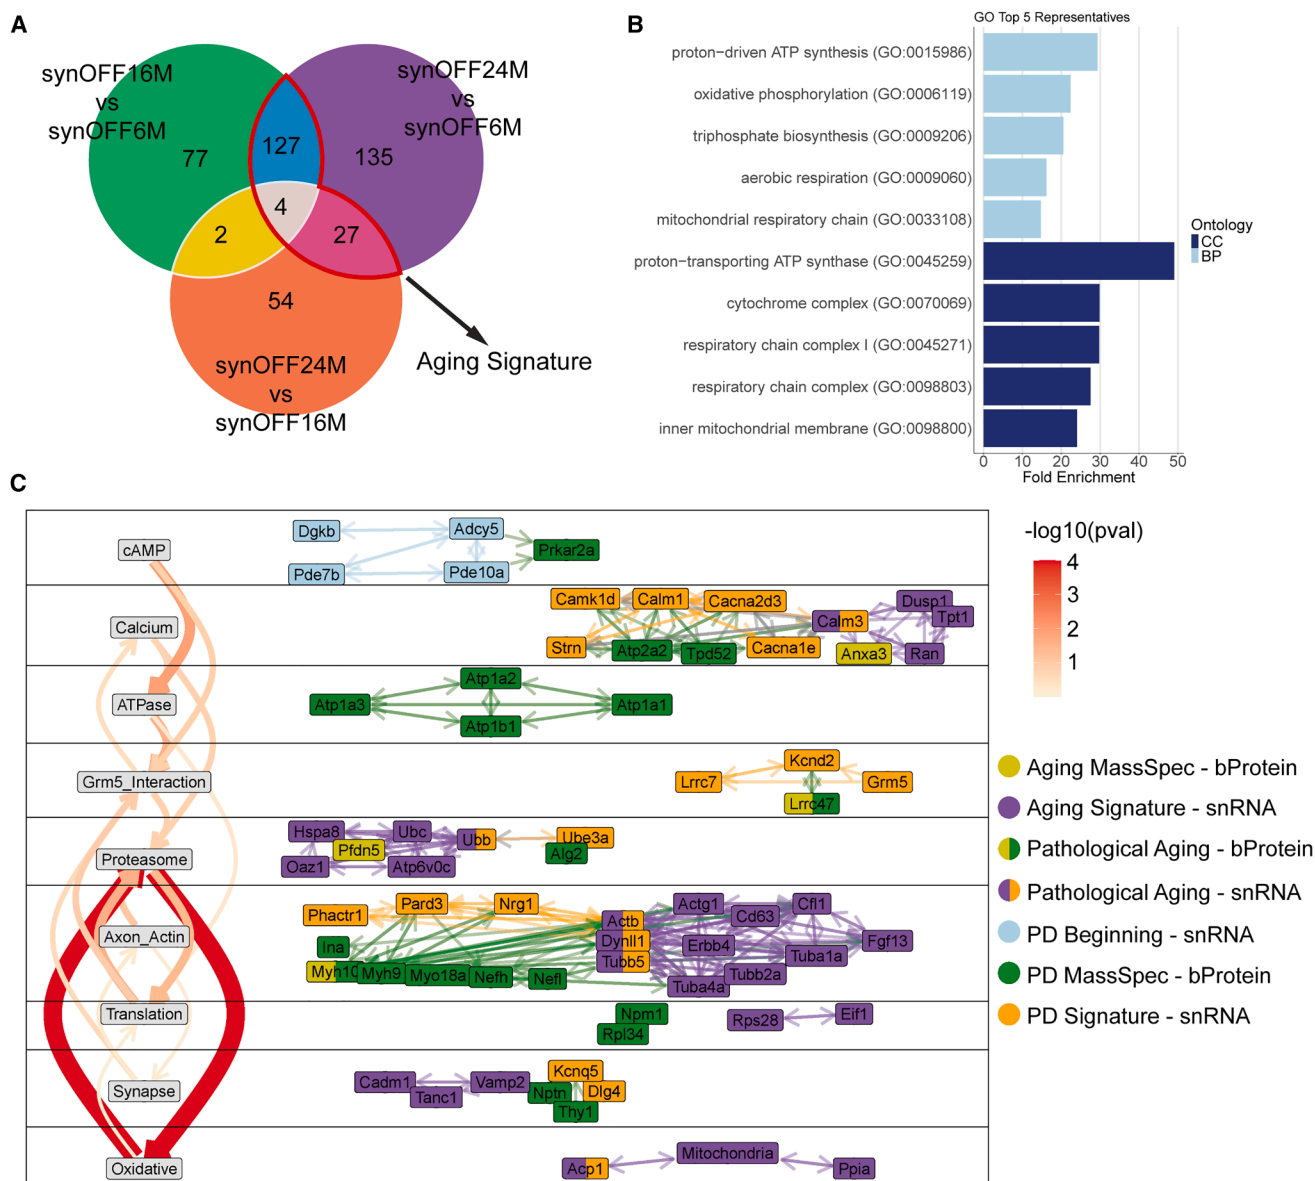 A
synOFF16M
vs
synOFF6M
synOFF24M
vs
synOFF6M
77
127
135
4
2
27
54
synOFF24M
vs
synOFF16M
Aging Signature
B
GO Top 5 Representatives
proton-driven ATP synthesis (GO:0015986)
oxidative phosphorylation (GO:0006119)
triphosphate biosynthesis (GO:0009206)
aerobic respiration (GO:0009060)
mitochondrial respiratory chain (GO:0033108)
proton-transporting ATP synthase (GO:0045259)
cytochrome complex (GO:0070069)
respiratory chain complex I (GO:0045271)
respiratory chain complex (GO:0098803)
inner mitochondrial membrane (GO:0098800)
0 10 20 30 40 50
Fold Enrichment
Ontology
CC
BP
C
cAMP
Dgkb
Adcy5
Prkar2a
Pde7b
Pde10a
Calcium
Camk1d
Calm1
Cacna2d3
Calm3
Dusp1
Tpt1
Strn
Atp2a2
Tpd52
Cacna1e
Anxa3
Ran
ATPase
Atp1a2
Atp1a3
Atp1a1
Atp1b1
Grm5_Interaction
Kcnd2
Lrrc7
Grm5
Lrrc47
Proteasome
Hspa8
Ubc
Ubb
Ube3a
Pfdn5
Alg2
Oaz1
Atp6v0c
Axon_Actin
Phactr1
Pard3
Nrg1
Actb
Actg1
Cfl1
Cd63
Ina
Dynll1
Erbb4
Fgf13
Tubb5
Tuba1a
Myh10
Myh9
Myo18a
Nefh
Nefl
Tubb2a
Tuba4a
Translation
Npm1
Rpl34
Rps28
Eif1
Synapse
Cadm1
Vamp2
Tanc1
Kcnq5
Nptn
Dlg4
Thy1
Oxidative
Acp1
Mitochondria
Ppia
-log10(pval)
4
3
2
1
Aging MassSpec - bProtein
Aging Signature - snRNA
Pathological Aging - bProtein
Pathological Aging - snRNA
PD Beginning - snRNA
PD MassSpec - bProtein
PD Signature - snRNA